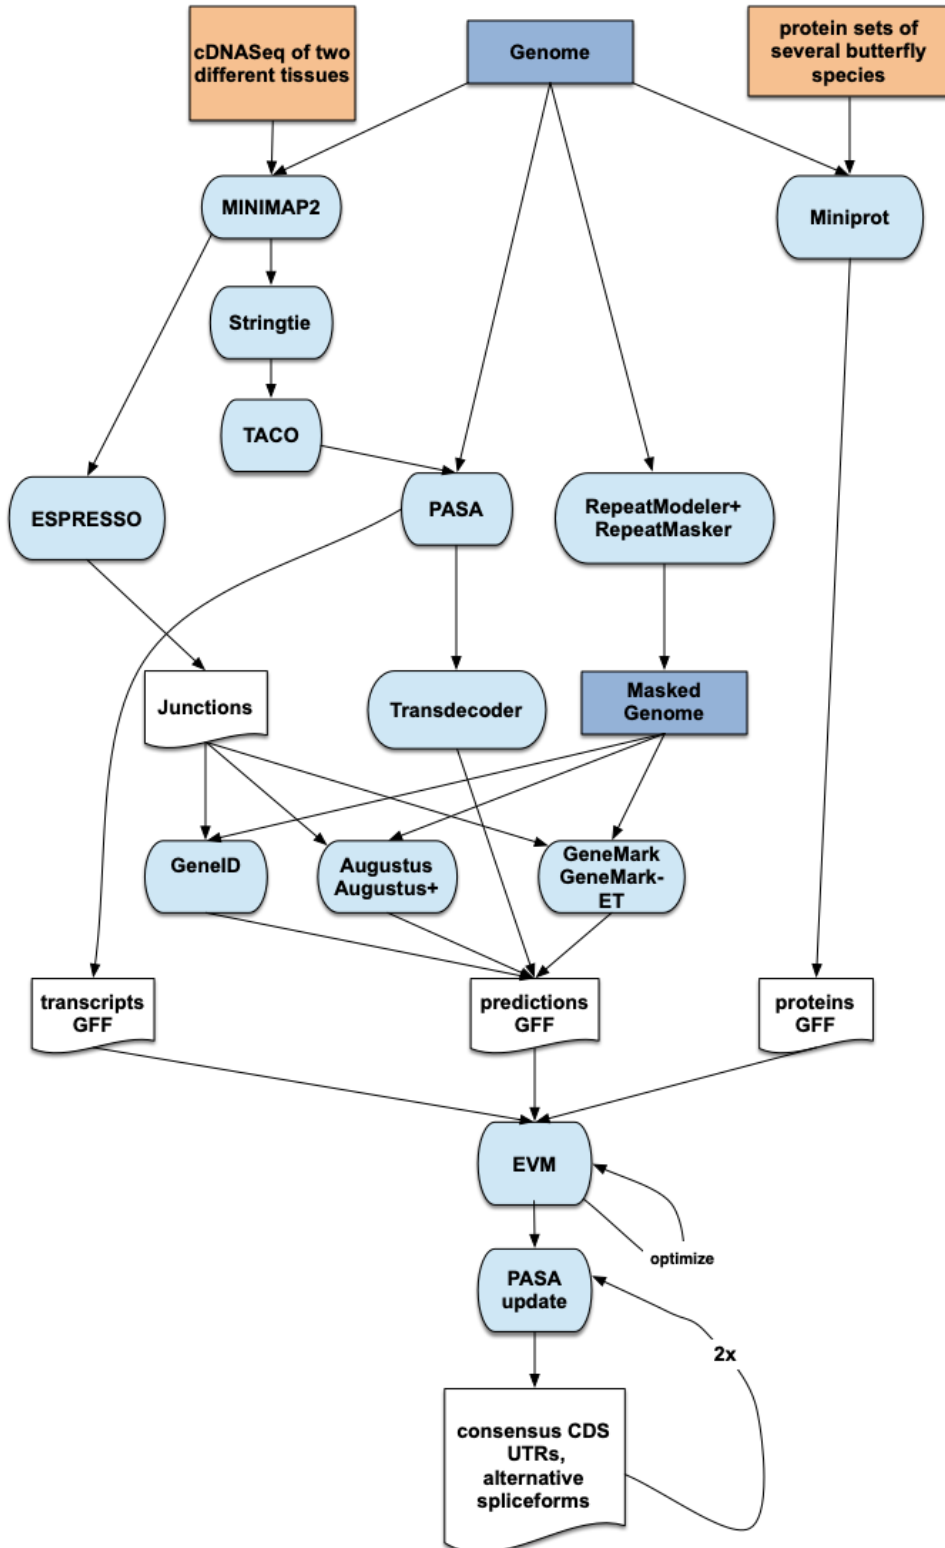 cDNASeq of two
different tissues
Genome
protein sets of
several butterfly
species
MINIMAP2
Miniprot
Stringtie
TACO
ESPRESSO
PASA
RepeatModeler+
RepeatMasker
Junctions
Transdecoder
Masked
Genome
GeneID
Augustus
Augustus+
GeneMark
GeneMark-
ET
transcripts
GFF
predictions
GFF
proteins
GFF
EVM
optimize
PASA
update
2x
consensus CDS
UTRs,
alternative
spliceforms